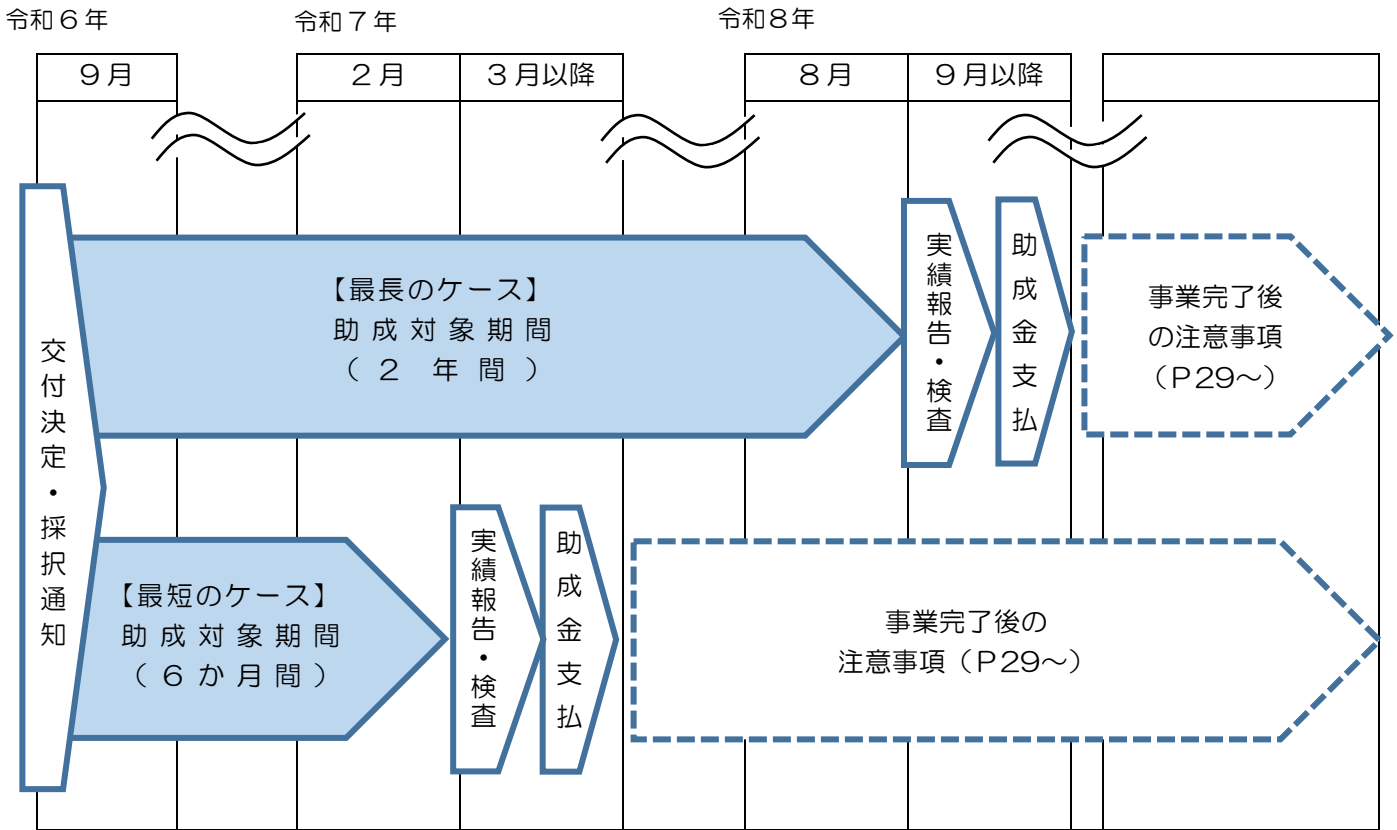 令和６年
令和７年
令和８年
９月
２月
３月以降
８月
９月以降
交付決定・採択通知
【最長のケース】
助成対象期間
（２年間）
実績報告・検査
助成金支払
事業完了後
の注意事項
（Ｐ29～）
【最短のケース】
助成対象期間
（６か月間）
実績報告・検査
助成金支払
事業完了後の
注意事項（Ｐ29～）